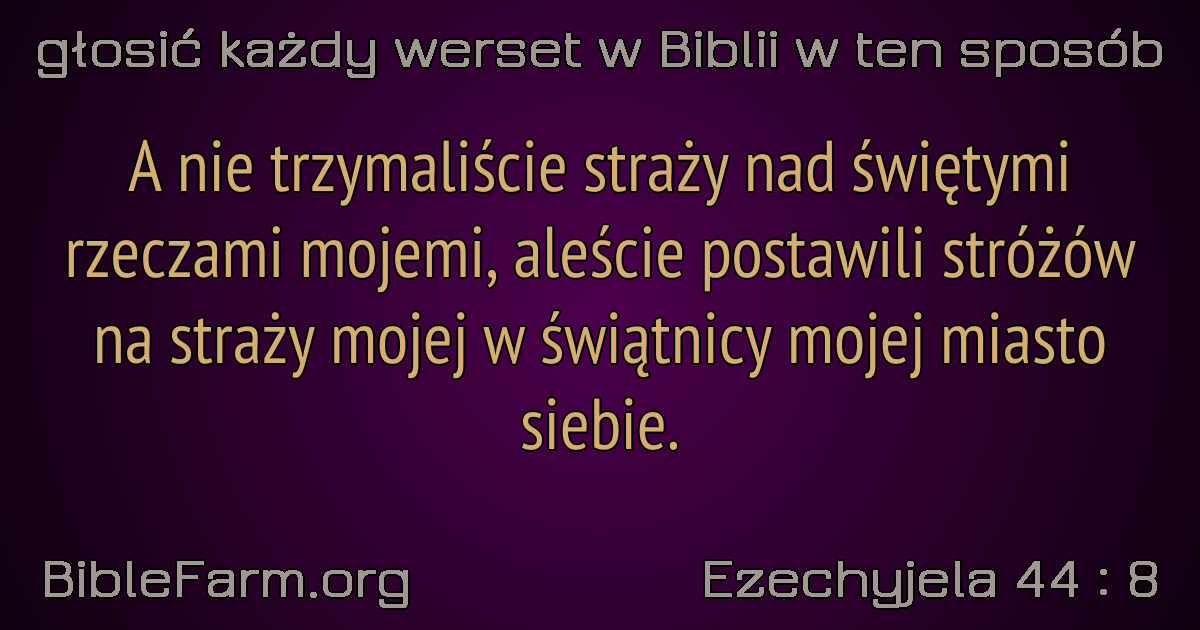 głosić każdy werset w Biblii w ten sposób
A nie trzymaliście straży nad świętymi
rzeczami mojemi, aleście postawili stróżów
na straży mojej w świątnicy mojej miasto
siebie.
BibleFarm.org
Ezechyjela 44 : 8